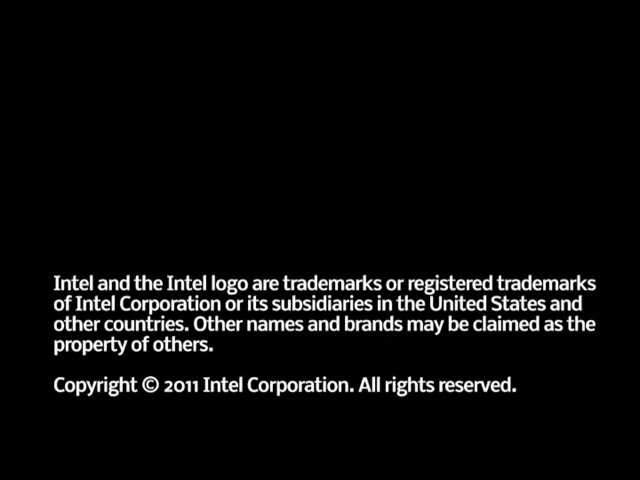 Intel and the Intel logo are trademarks or registered trademarks
of Intel Corporation or its subsidiaries in the United States and
other countries. Other names and brands may be claimed as the
property of others.
Copyright © 2011 Intel Corporation. All rights reserved.